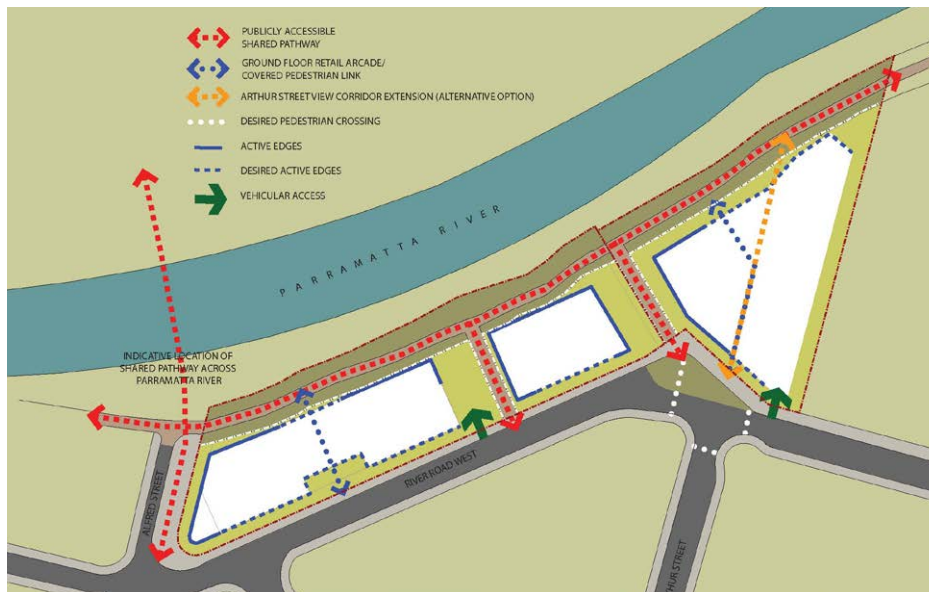 PUBLICLY ACCESSIBLE
SHARED PATHWAY
GROUND FLOOR RETAIL ARCADE/
COVERED PEDESTRIAN LINK
ARTHUR STREET VIEW CORRIDOR EXTENSION (ALTERNATIVE OPTION)
DESIRED PEDESTRIAN CROSSING
ACTIVE EDGES
DESIRED ACTIVE EDGES
VEHICULAR ACCESS
PARRAMATTA RIVER
INDICATIVE LOCATION OF
SHARED PATHWAY ACROSS
PARRAMATTA RIVER
ALFRED STREET
RIVER ROAD WEST
THUR STREET